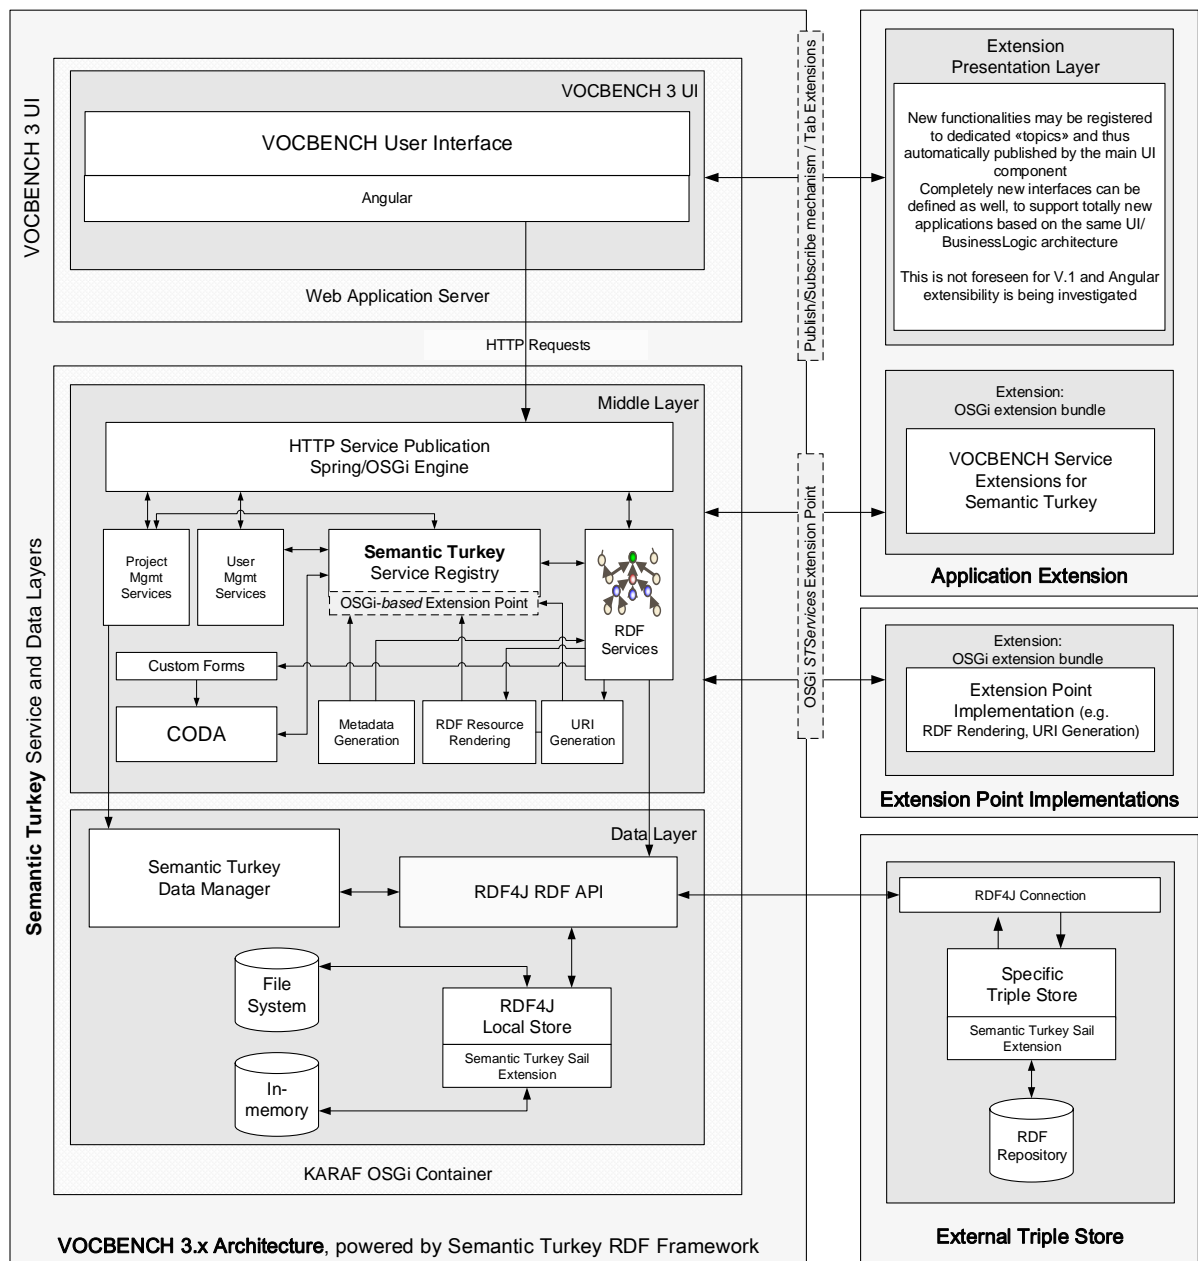 VOCBENCH 3 UI
VOCBENCH 3 UI
VOCBENCH User Interface
Angular
Web Application Server
HTTP Requests
Publish/Subscribe mechanism / Tab Extensions
Extension
Presentation Layer
New functionalities may be registered
to dedicated «topics» and thus
automatically published by the main UI
component
Completely new interfaces can be
defined as well, to support totally new
applications based on the same UI/
BusinessLogic architecture
This is not foreseen for V.1 and Angular
extensibility is being investigated
Semantic Turkey Service and Data Layers
Middle Layer
HTTP Service Publication
Spring/OSGi Engine
Project
Mgmt
Services
User
Mgmt
Services
Semantic Turkey
Service Registry
OSGi-based Extension Point
RDF
Services
Custom Forms
CODA
Metadata
Generation
RDF Resource
Rendering
URI
Generation
OSGi STServices Extension Point
Extension:
OSGi extension bundle
VOCBENCH Service
Extensions for
Semantic Turkey
Application Extension
Extension:
OSGi extension bundle
Extension Point
Implementation (e.g.
RDF Rendering, URI Generation)
Extension Point Implementations
Data Layer
Semantic Turkey
Data Manager
RDF4J RDF API
File
System
RDF4J
Local Store
Semantic Turkey Sail
Extension
In-
memory
KARAF OSGi Container
RDF4J Connection
Specific
Triple Store
Semantic Turkey Sail
Extension
RDF
Repository
External Triple Store
VOCBENCH 3.x Architecture, powered by Semantic Turkey RDF Framework